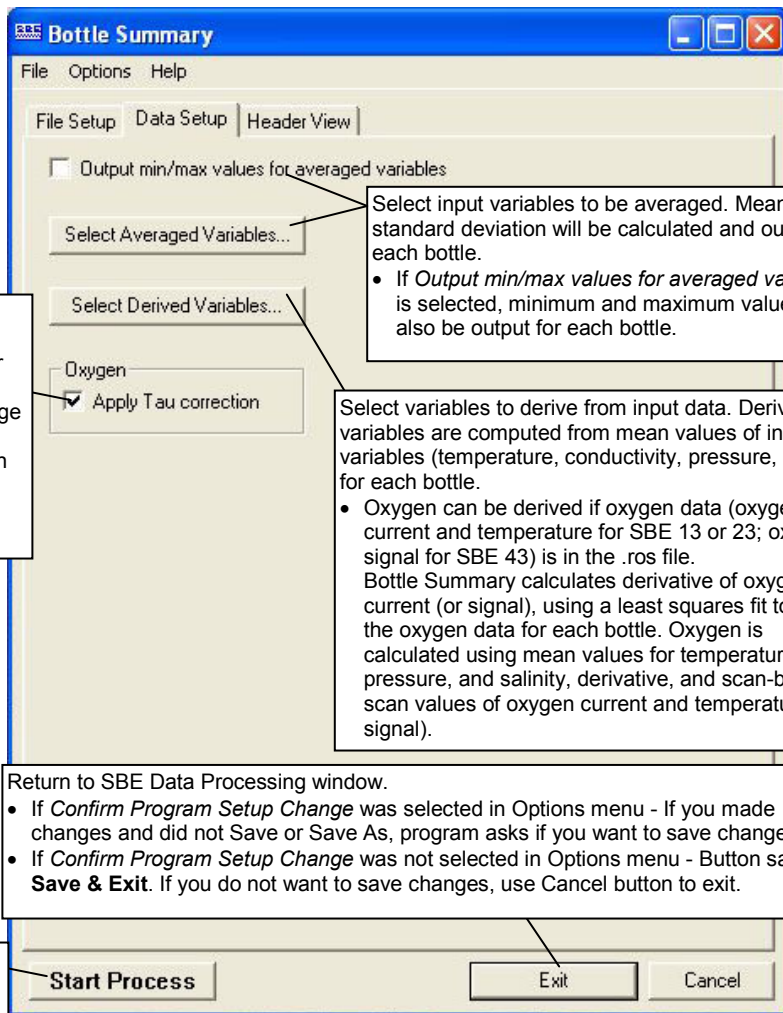 SBE Bottle Summary
File Options Help
File Setup Data Setup Header View
Output min/max values for averaged variables
Select Averaged Variables...
Select input variables to be averaged.
standard deviation will be calculated and
each bottle.
• If Output min/max values for averaged
is selected, minimum and maximum
also be output for each bottle.
Select Derived Variables...
Oxygen
Apply Tau correction
Select variables to derive from input data.
variables are computed from mean values of
variables (temperature, conductivity, pressure,
for each bottle.
• Oxygen can be derived if oxygen data
current and temperature for SBE 13 or 23;
signal for SBE 43) is in the .ros file.
Bottle Summary calculates derivative of
current (or signal), using a least squares fit
the oxygen data for each bottle. Oxygen is
calculated using mean values for
pressure, and salinity, derivative, and
scan values of oxygen current and
signal).
Return to SBE Data Processing window.
• If Confirm Program Setup Change was selected in Options menu - If you made
changes and did not Save or Save As, program asks if you want to save
• If Confirm Program Setup Change was not selected in Options menu - Button
Save & Exit. If you do not want to save changes, use Cancel button to exit.
Start Process Exit Cancel